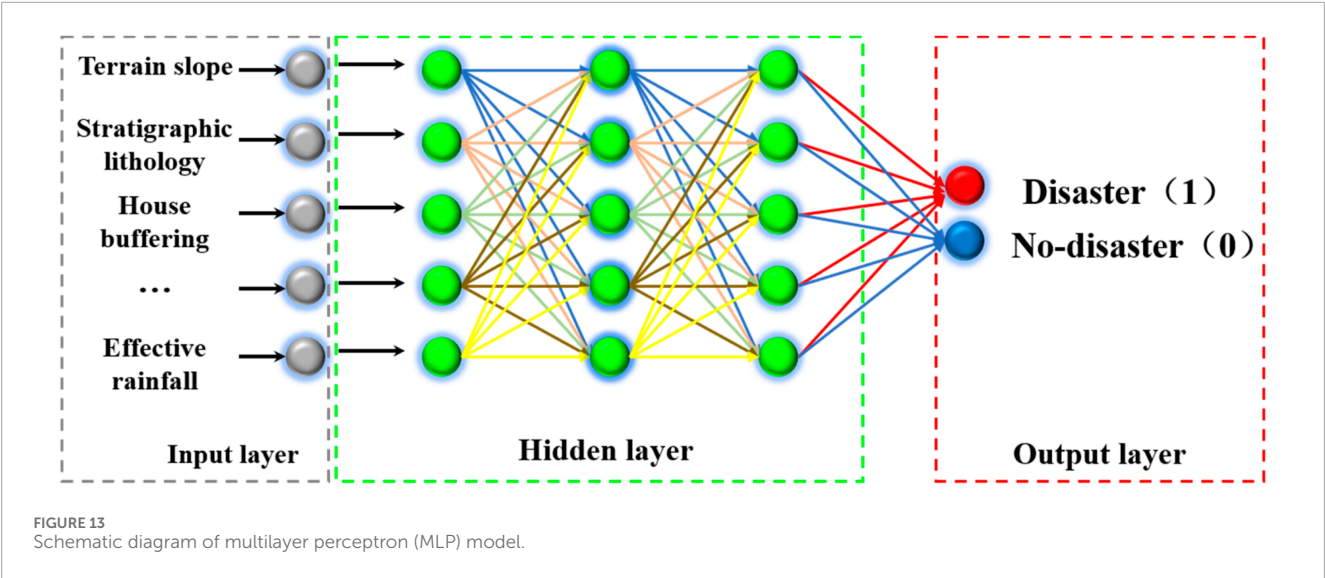 Terrain slope
Stratigraphic
lithology
House
buffering
...
Effective
rainfall
Input layer
Hidden layer
Disaster（1）
No-disaster（0）
Output layer
FIGURE 13
Schematic diagram of multilayer perceptron (MLP) model.